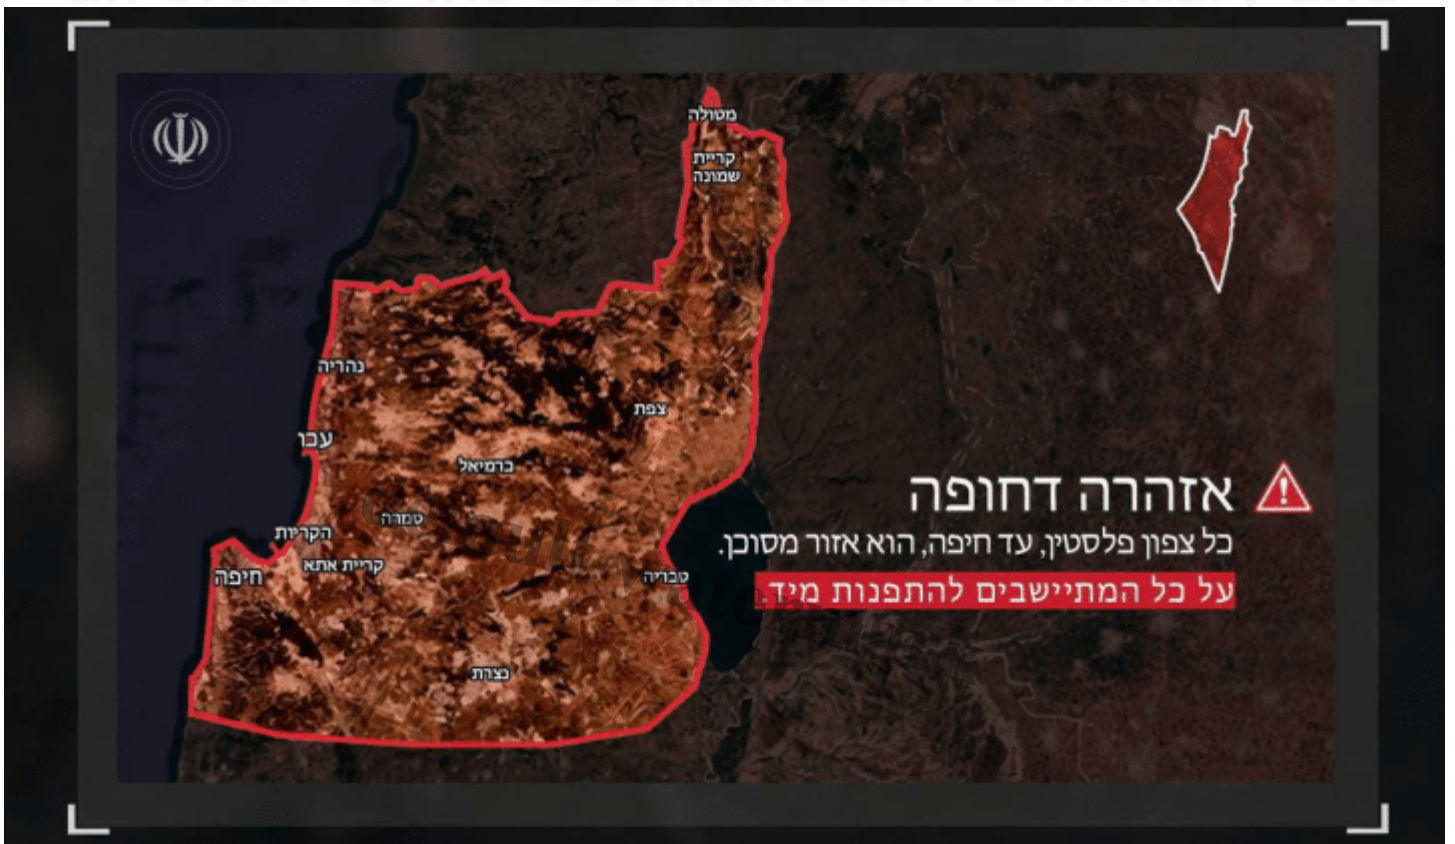 מטולה
קריית
שמונה
נהריה
צפת
עכו
כרמיאל
אזהרה דחופה
טמרה
הקריות
כל צפון פלסטין, עד חיפה, הוא אזור מסוכן.
קריית אתא
חיפה
טבריה
על כל המתיישבים להתפנות מיד.
נצרת